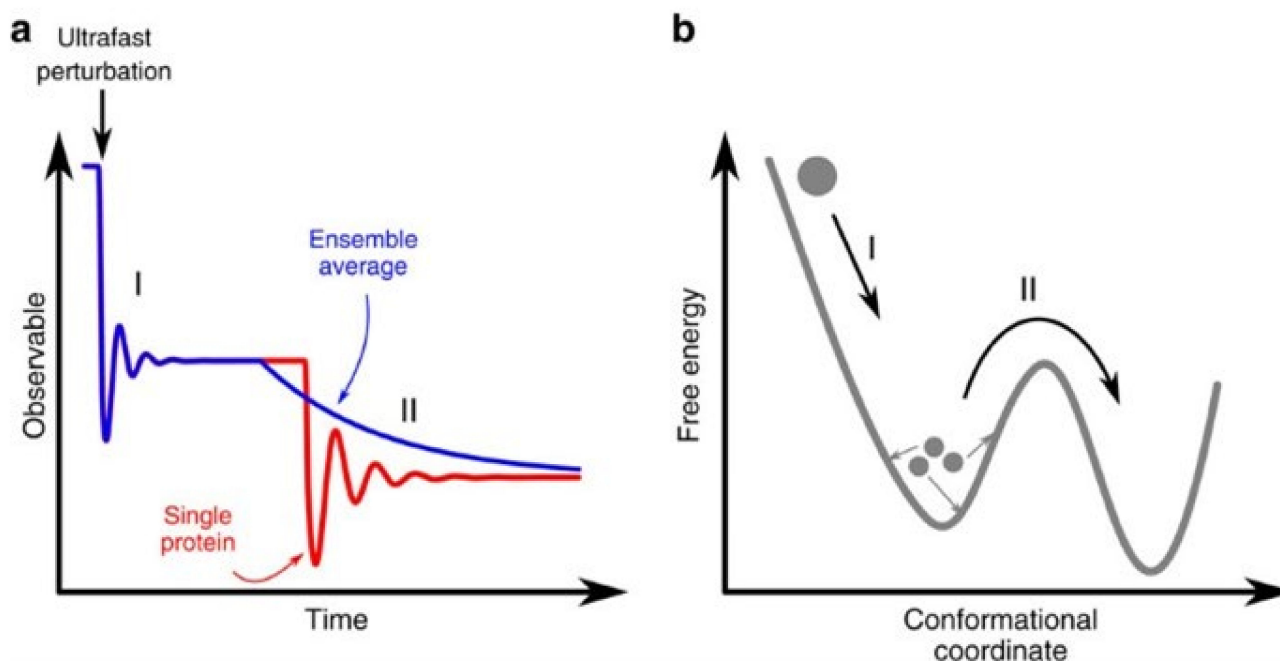 a
Ultrafast
perturbation
I
Ensemble
average
II
Single
protein
Observable
Time
b
I
II
Free energy
Conformational
coordinate